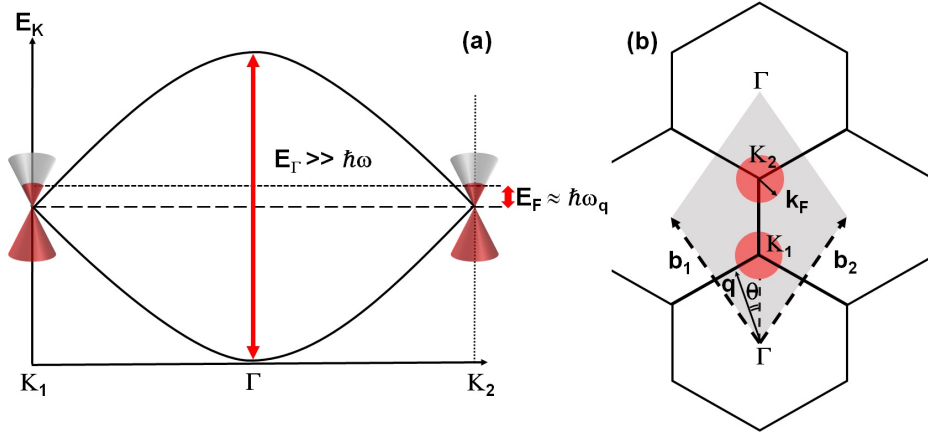 E_K
(a)
E_Γ >> ħω
E_F ≈ ħω_q
K_1
Γ
K_2
(b)
Γ
K_2
k_F
K_1
b_1
b_2
q
θ
Γ